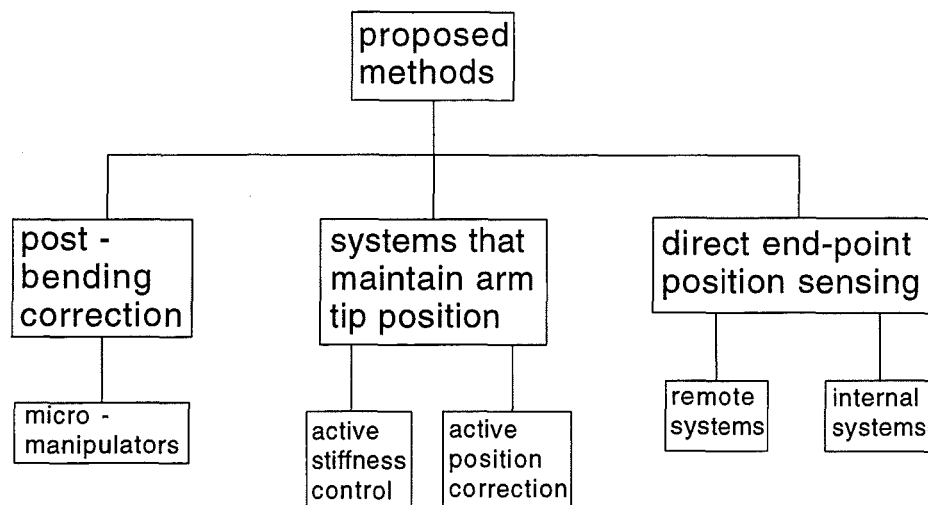 proposed
methods
post -
bending
correction
systems that
maintain arm
tip position
direct end-point
position sensing
micro -
manipulators
active
stiffness
control
active
position
correction
remote
systems
internal
systems